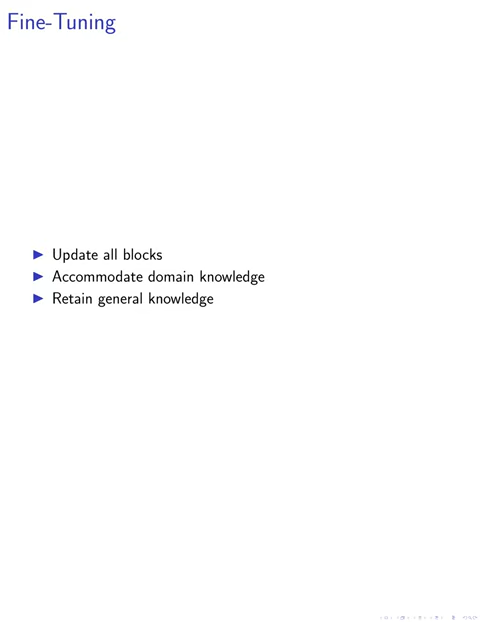 Fine-Tuning
Update all blocks
Accommodate domain knowledge
Retain general knowledge